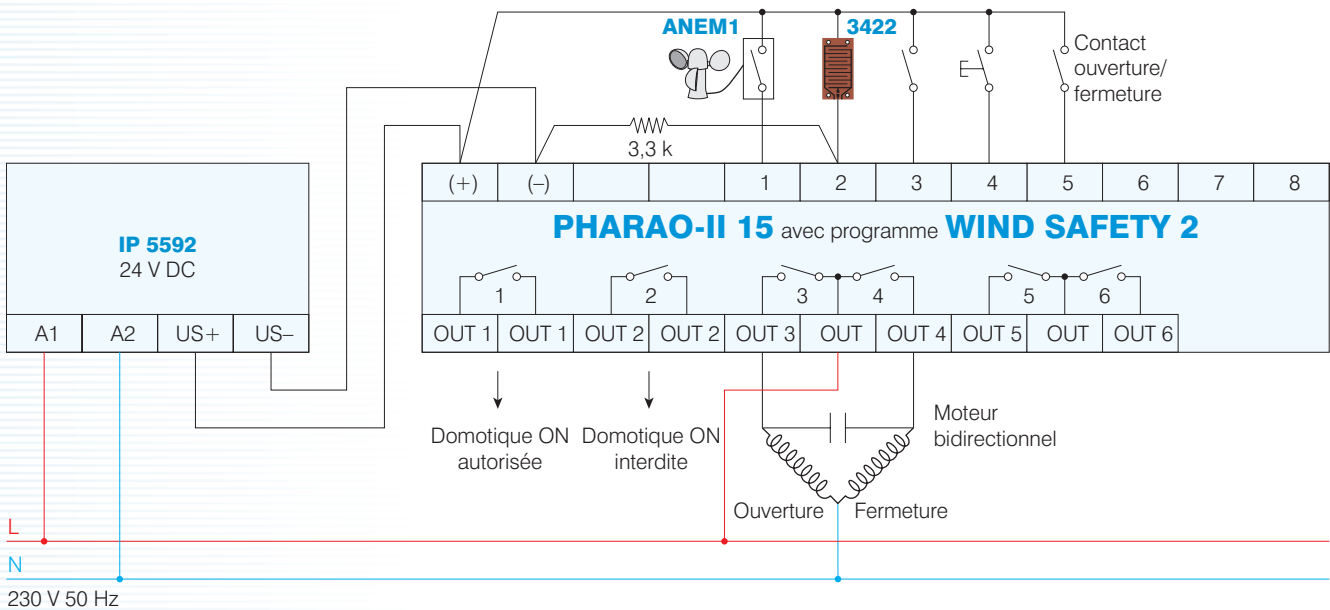 ANEM1
3422
Contact
ouverture/
fermeture
3,3 k
(+) (–) 1 2 3 4 5 6 7 8
PHARAO-II 15 avec programme WIND SAFETY 2
IP 5592
24 V DC
1 2 3 4 5 6
A1 A2 US+ US–
OUT 1 OUT 1 OUT 2 OUT 2 OUT 3 OUT OUT 4 OUT 5 OUT OUT 6
Domotique ON
autorisée
Domotique ON
interdite
Moteur
bidirectionnel
Ouverture Fermeture
L
N
230 V 50 Hz